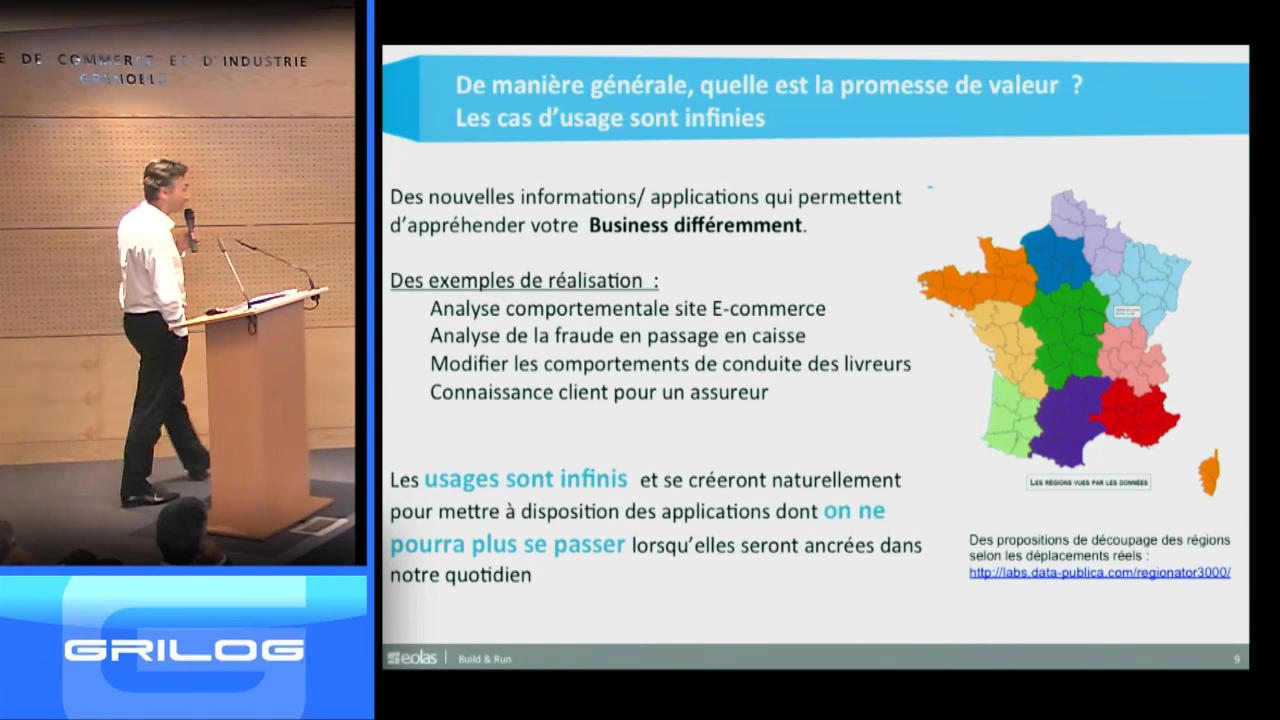 E DE COMMERCE ET D'INDUSTRIE
GRENOBLE
GRILOG
De manière générale, quelle est la promesse de valeur ?
Les cas d'usage sont infinies
Des nouvelles informations/ applications qui permettent
d'appréhender votre Business différemment.
Des exemples de réalisation :
Analyse comportementale site E-commerce
Analyse de la fraude en passage en caisse
Modifier les comportements de conduite des livreurs
Connaissance client pour un assureur
Les usages sont infinis et se créeront naturellement
pour mettre à disposition des applications dont on ne
pourra plus se passer lorsqu'elles seront ancrées dans
notre quotidien
LES RÉGIONS VUES PAR LES DONNÉES
Des propositions de découpage des régions
selon les déplacements réels :
http://labs.data-publica.com/regionator3000/
eolas | Build & Run
9